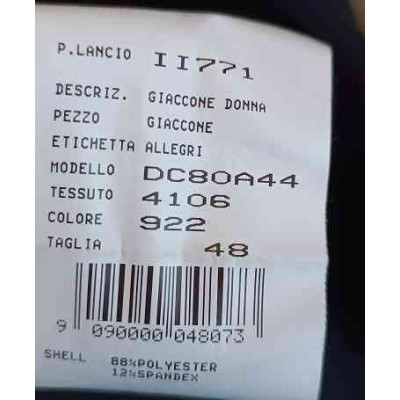 P.LANCIO II771
DESCRIZ. GIACCONE DONNA
PEZZO GIACCONE
ETICHETTA ALLEGRI
MODELLO DC80A44
TESSUTO 4106
COLORE 922
TAGLIA 48
9 090000 048073
SHELL 88%POLYESTER
12%SPANDEX